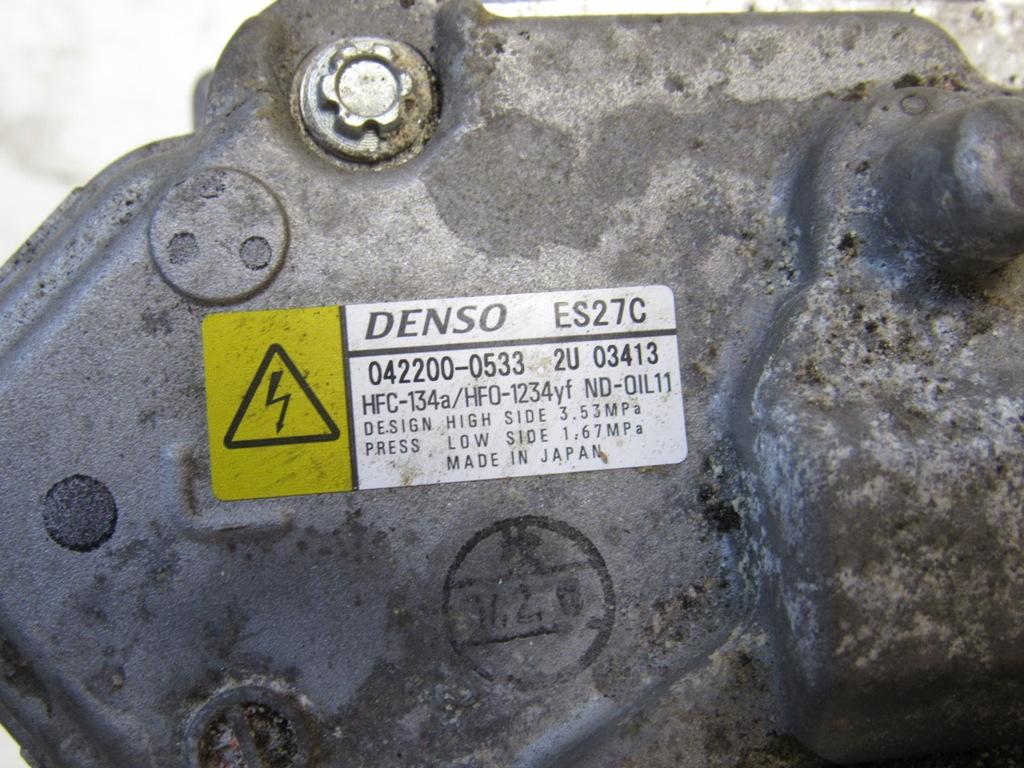 DENSO ES27C
042200-0533 2U 03413
HFC-134a/HFO-1234yf ND-OIL11
DESIGN HIGH SIDE 3.53MPa
PRESS LOW SIDE 1.67MPa
MADE IN JAPAN